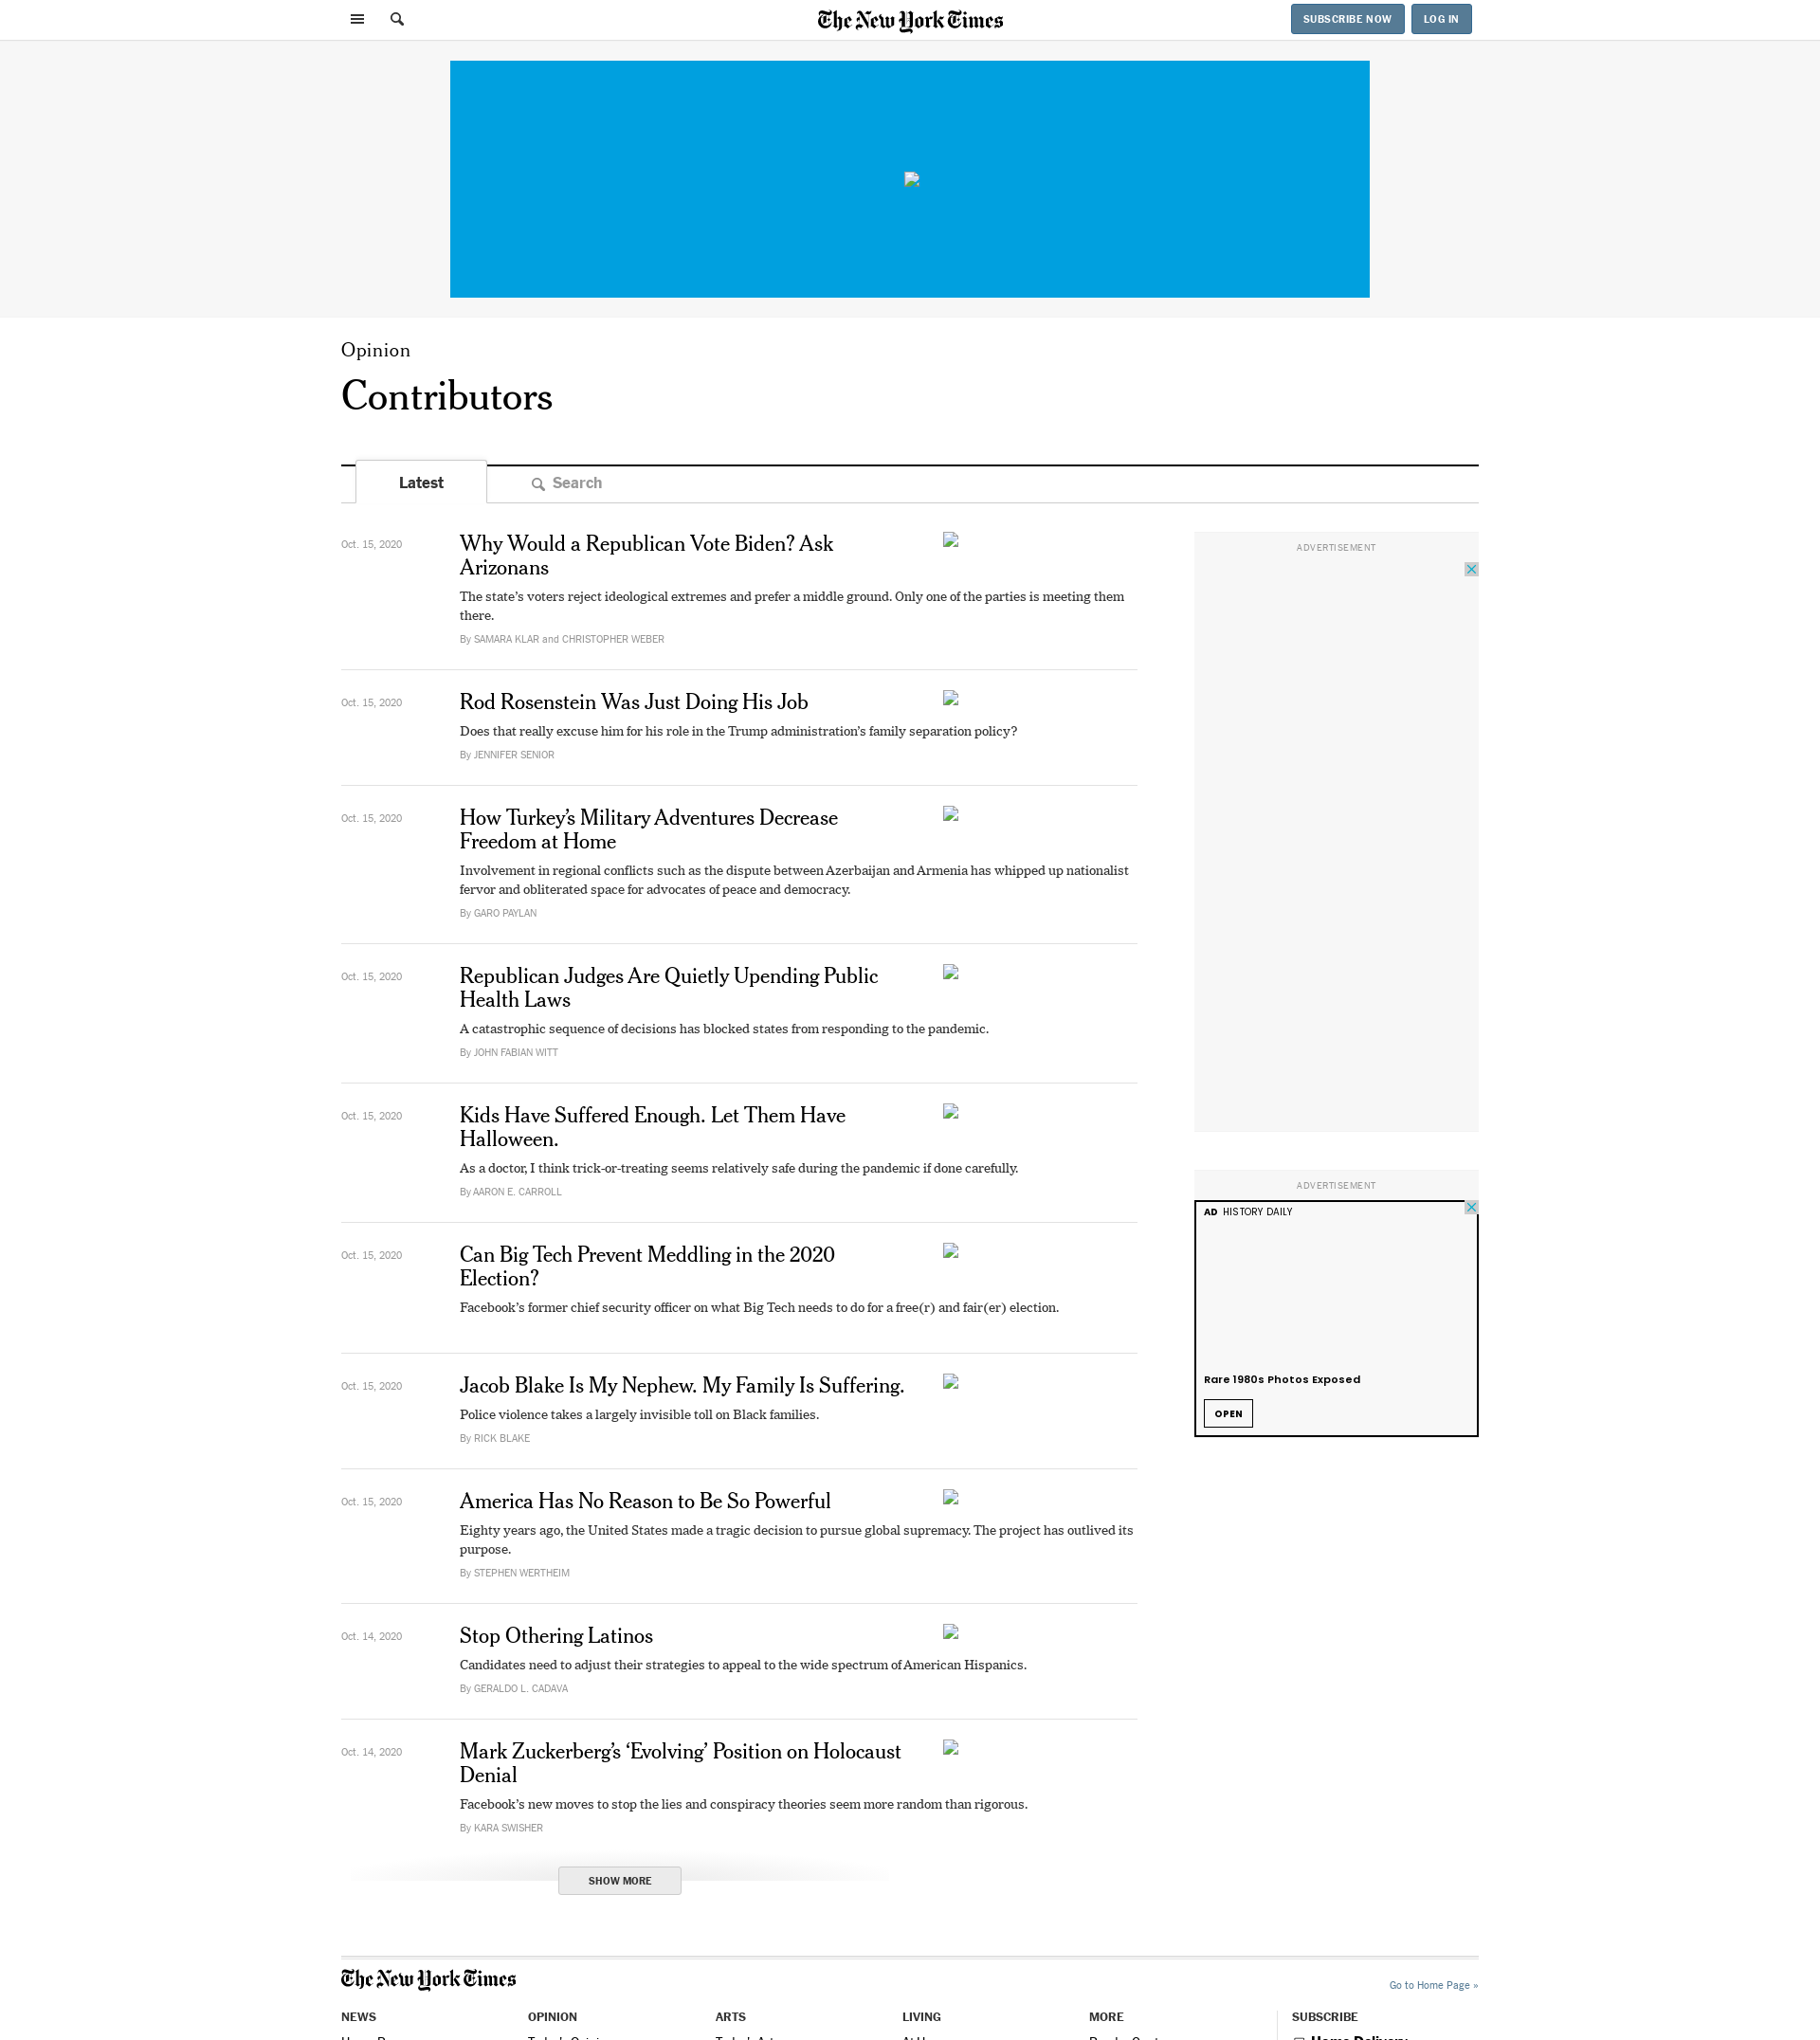 The New York Times
SUBSCRIBE NOW
LOG IN
Opinion
Contributors
Latest
Search
Oct. 15, 2020
Why Would a Republican Vote Biden? Ask
Arizonans
The state’s voters reject ideological extremes and prefer a middle ground. Only one of the parties is meeting them
there.
By SAMARA KLAR and CHRISTOPHER WEBER
Oct. 15, 2020
Rod Rosenstein Was Just Doing His Job
Does that really excuse him for his role in the Trump administration’s family separation policy?
By JENNIFER SENIOR
Oct. 15, 2020
How Turkey’s Military Adventures Decrease
Freedom at Home
Involvement in regional conflicts such as the dispute between Azerbaijan and Armenia has whipped up nationalist
fervor and obliterated space for advocates of peace and democracy.
By GARO PAYLAN
Oct. 15, 2020
Republican Judges Are Quietly Upending Public
Health Laws
A catastrophic sequence of decisions has blocked states from responding to the pandemic.
By JOHN FABIAN WITT
Oct. 15, 2020
Kids Have Suffered Enough. Let Them Have
Halloween.
As a doctor, I think trick-or-treating seems relatively safe during the pandemic if done carefully.
By AARON E. CARROLL
Oct. 15, 2020
Can Big Tech Prevent Meddling in the 2020
Election?
Facebook’s former chief security officer on what Big Tech needs to do for a free(r) and fair(er) election.
Oct. 15, 2020
Jacob Blake Is My Nephew. My Family Is Suffering.
Police violence takes a largely invisible toll on Black families.
By RICK BLAKE
Oct. 15, 2020
America Has No Reason to Be So Powerful
Eighty years ago, the United States made a tragic decision to pursue global supremacy. The project has outlived its
purpose.
By STEPHEN WERTHEIM
Oct. 14, 2020
Stop Othering Latinos
Candidates need to adjust their strategies to appeal to the wide spectrum of American Hispanics.
By GERALDO L. CADAVA
Oct. 14, 2020
Mark Zuckerberg’s ‘Evolving’ Position on Holocaust
Denial
Facebook’s new moves to stop the lies and conspiracy theories seem more random than rigorous.
By KARA SWISHER
SHOW MORE
ADVERTISEMENT
ADVERTISEMENT
AD HISTORY DAILY
Rare 1980s Photos Exposed
OPEN
The New York Times
Go to Home Page »
NEWS
OPINION
ARTS
LIVING
MORE
SUBSCRIBE